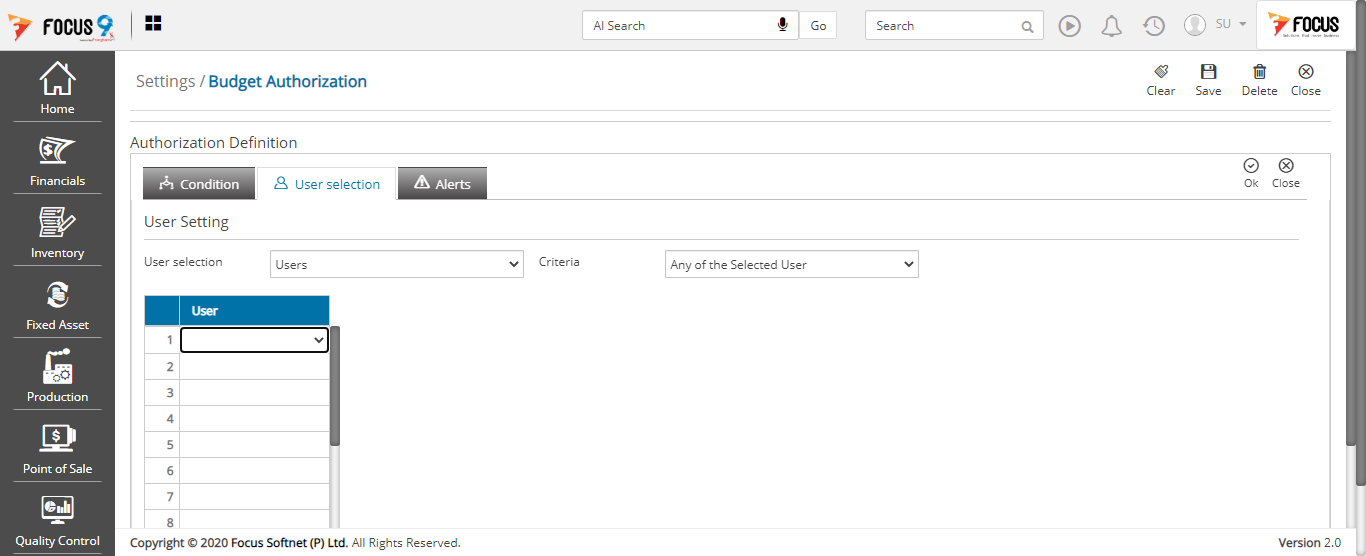 FOCUS 9
AI Search
Go
Search
SU
FOCUS
Home
Financials
Inventory
Fixed Asset
Production
Point of Sale
Quality Control
Settings / Budget Authorization
Clear
Save
Delete
Close
Authorization Definition
Condition
User selection
Alerts
Ok
Close
User Setting
User selection
Users
Criteria
Any of the Selected User
User
1
2
3
4
5
6
7
8
Copyright © 2020 Focus Softnet (P) Ltd. All Rights Reserved.
Version 2.0